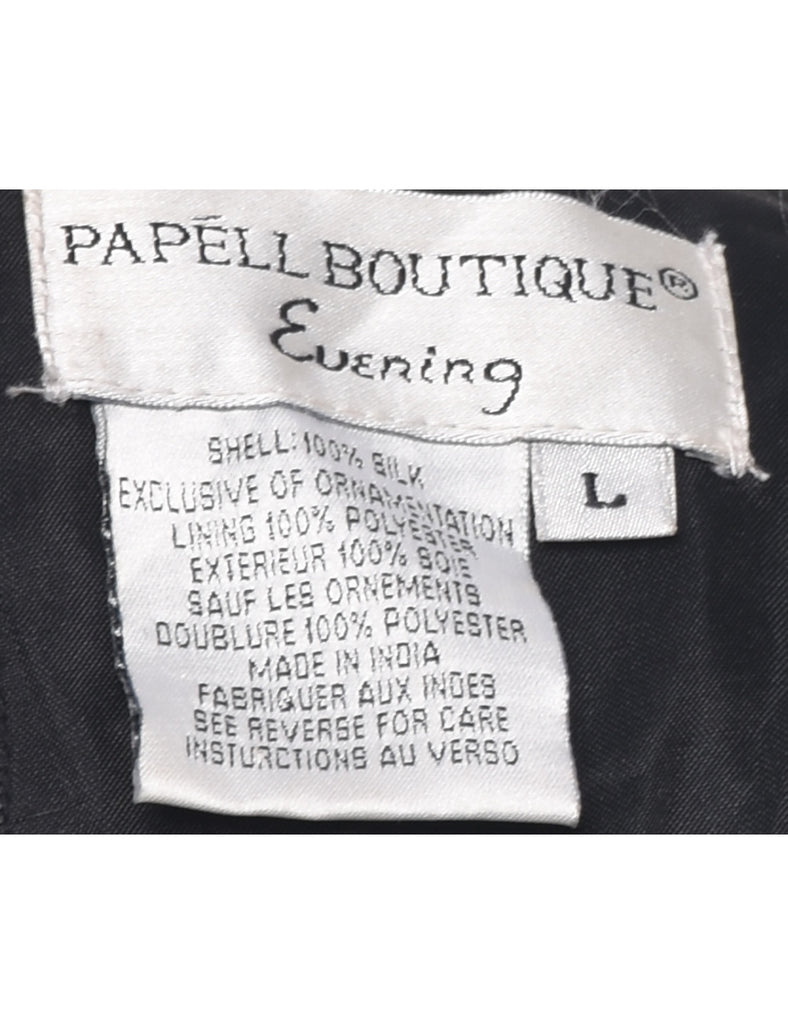 PAPĒLL BOUTIQUE®
Evening
L
SHELL: 100% SILK
EXCLUSIVE OF ORNAMENTATION
LINING 100% POLYESTER
EXTERIEUR 100% SOIE
SAUF LES ORNEMENTS
DOUBLURE 100% POLYESTER
MADE IN INDIA
FABRIQUER AUX INDES
SEE REVERSE FOR CARE
INSTURCTIONS AU VERSO